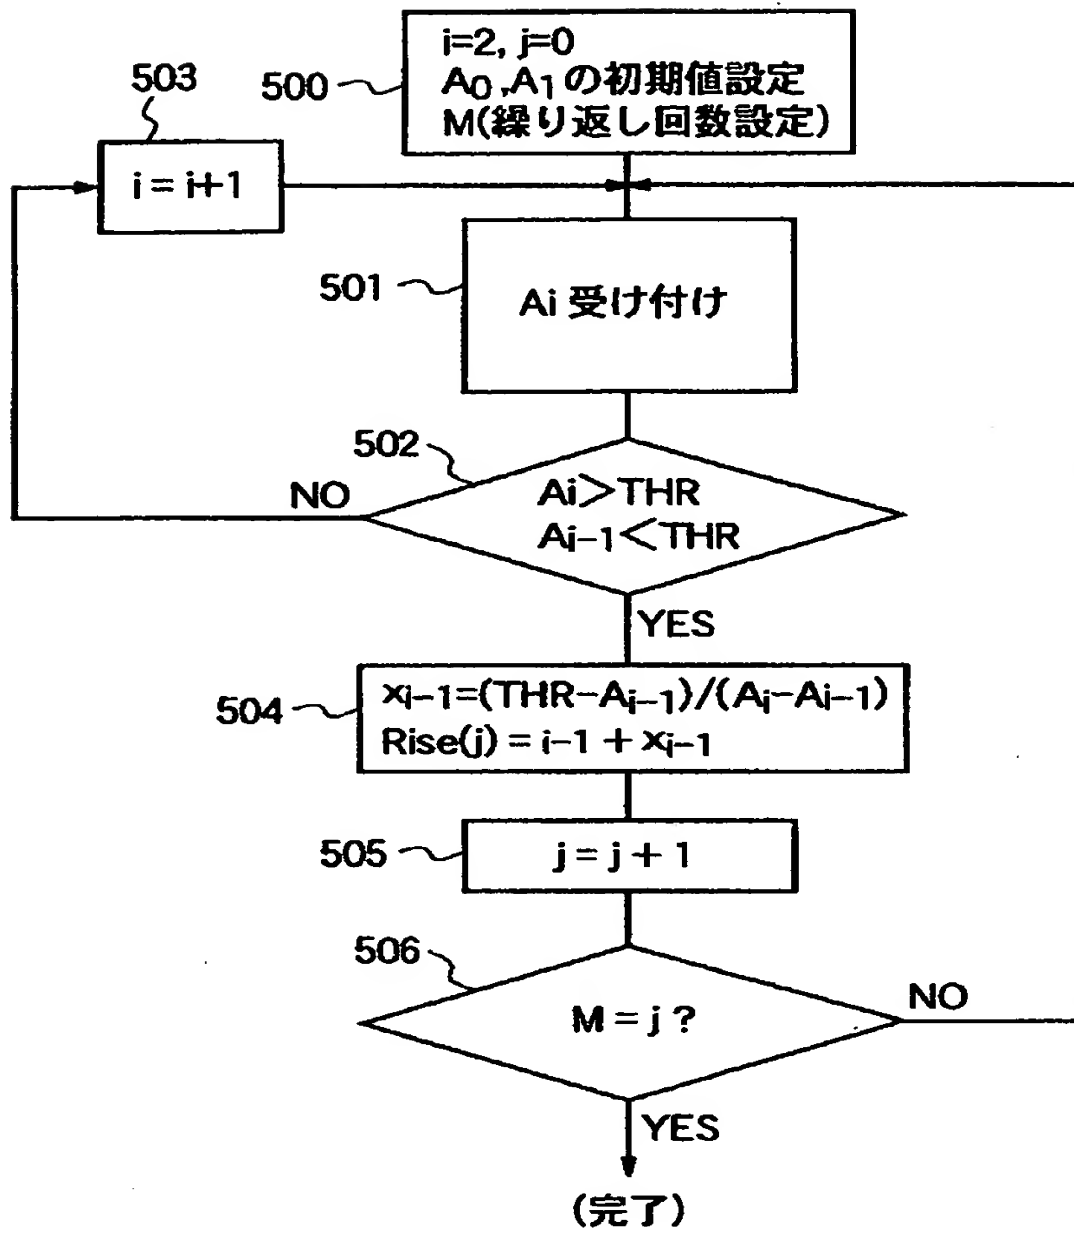 500
i=2, j=0
A₀,A₁の初期値設定
M(繰り返し回数設定)
503
i = i+1
501
Ai 受け付け
502
Ai>THR
Ai-1<THR
NO
YES
504
xi-1=(THR-Ai-1)/(Ai-Ai-1)
Rise(j) = i-1 + xi-1
505
j = j + 1
506
M = j ?
NO
YES
(完了)